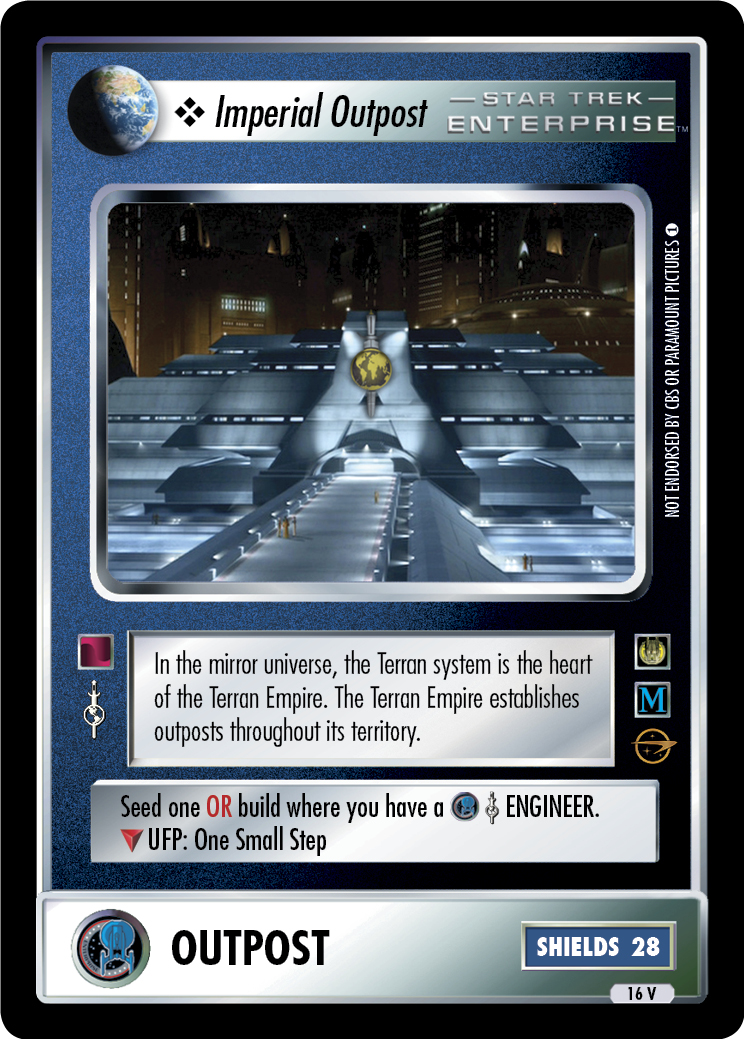 ❖ Imperial Outpost
STAR TREK
ENTERPRISE™
NOT ENDORSED BY CBS OR PARAMOUNT PICTURES
In the mirror universe, the Terran system is the heart
of the Terran Empire. The Terran Empire establishes
outposts throughout its territory.
M
Seed one OR build where you have a ENGINEER.
UFP: One Small Step
OUTPOST
SHIELDS 28
16 V